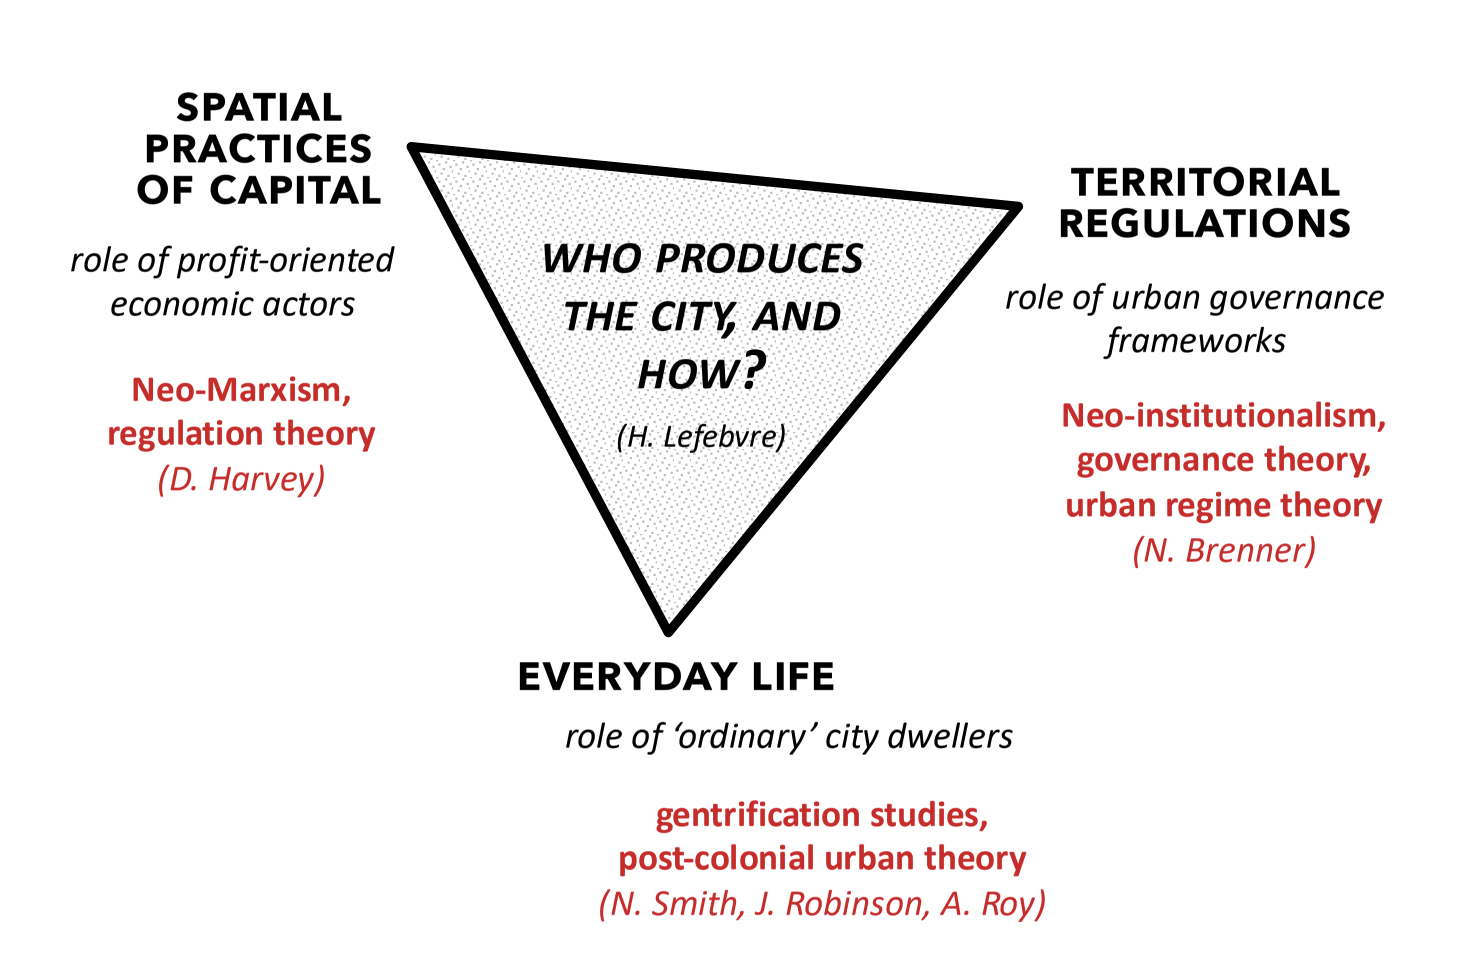 SPATIAL
PRACTICES
OF CAPITAL
role of profit-oriented
economic actors
Neo-Marxism,
regulation theory
(D. Harvey)
WHO PRODUCES
THE CITY, AND
HOW?
(H. Lefebvre)
TERRITORIAL
REGULATIONS
role of urban governance
frameworks
Neo-institutionalism,
governance theory,
urban regime theory
(N. Brenner)
EVERYDAY LIFE
role of ‘ordinary’ city dwellers
gentrification studies,
post-colonial urban theory
(N. Smith, J. Robinson, A. Roy)